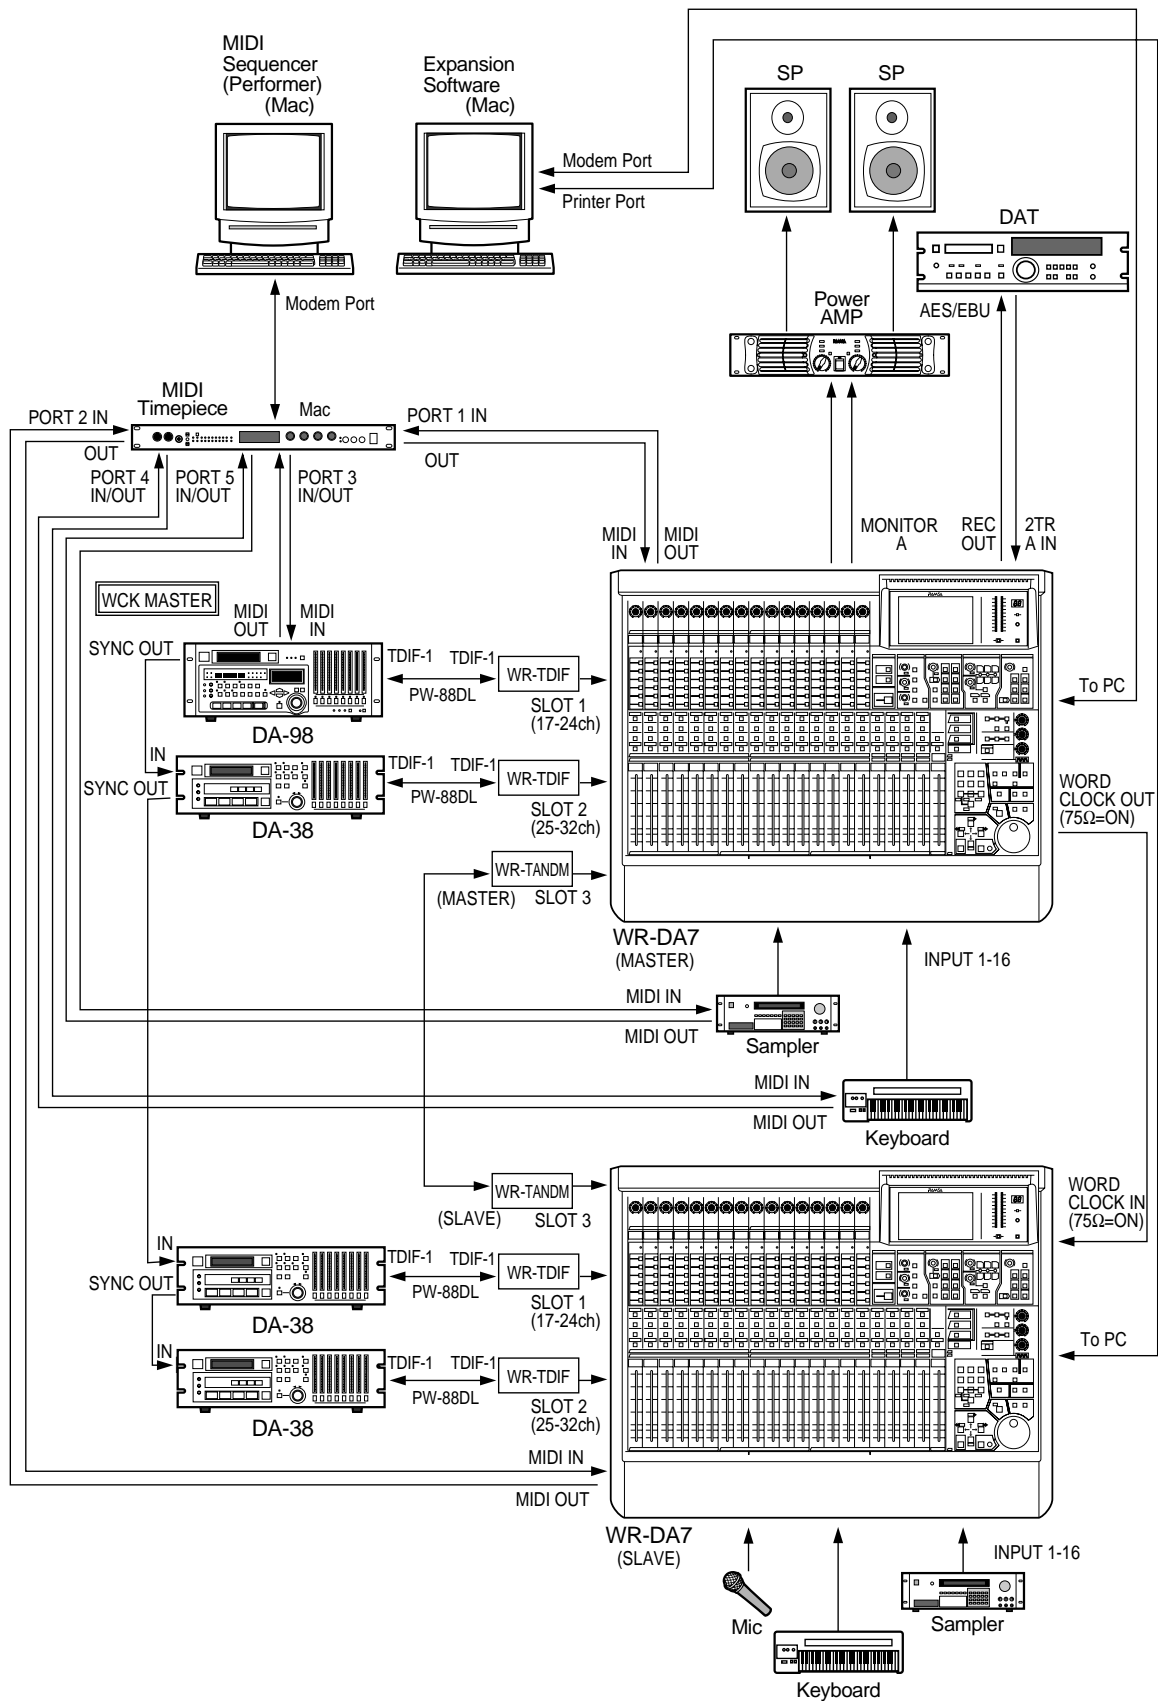 MIDI
Sequencer
(Performer)
(Mac)
Expansion
Software
(Mac)
SP
SP
Modem Port
Printer Port
DAT
Modem Port
Power
AMP
AES/EBU
MIDI
Timepiece
Mac
PORT 2 IN
PORT 1 IN
OUT
OUT
PORT 4
IN/OUT
PORT 5
IN/OUT
PORT 3
IN/OUT
MIDI
IN
MIDI
OUT
MONITOR
A
REC
OUT
2TR
A IN
WCK MASTER
MIDI
OUT
MIDI
IN
SYNC OUT
TDIF-1
TDIF-1
WR-TDIF
PW-88DL
SLOT 1
(17-24ch)
To PC
DA-98
IN
SYNC OUT
TDIF-1
TDIF-1
WR-TDIF
PW-88DL
SLOT 2
(25-32ch)
DA-38
WORD
CLOCK OUT
(75Ω=ON)
WR-TANDM
(MASTER)
SLOT 3
WR-DA7
(MASTER)
INPUT 1-16
MIDI IN
MIDI OUT
Sampler
MIDI IN
MIDI OUT
Keyboard
WR-TANDM
(SLAVE)
SLOT 3
WORD
CLOCK IN
(75Ω=ON)
IN
SYNC OUT
TDIF-1
TDIF-1
WR-TDIF
PW-88DL
SLOT 1
(17-24ch)
DA-38
To PC
IN
TDIF-1
TDIF-1
WR-TDIF
PW-88DL
SLOT 2
(25-32ch)
DA-38
MIDI IN
MIDI OUT
WR-DA7
(SLAVE)
INPUT 1-16
Mic
Sampler
Keyboard